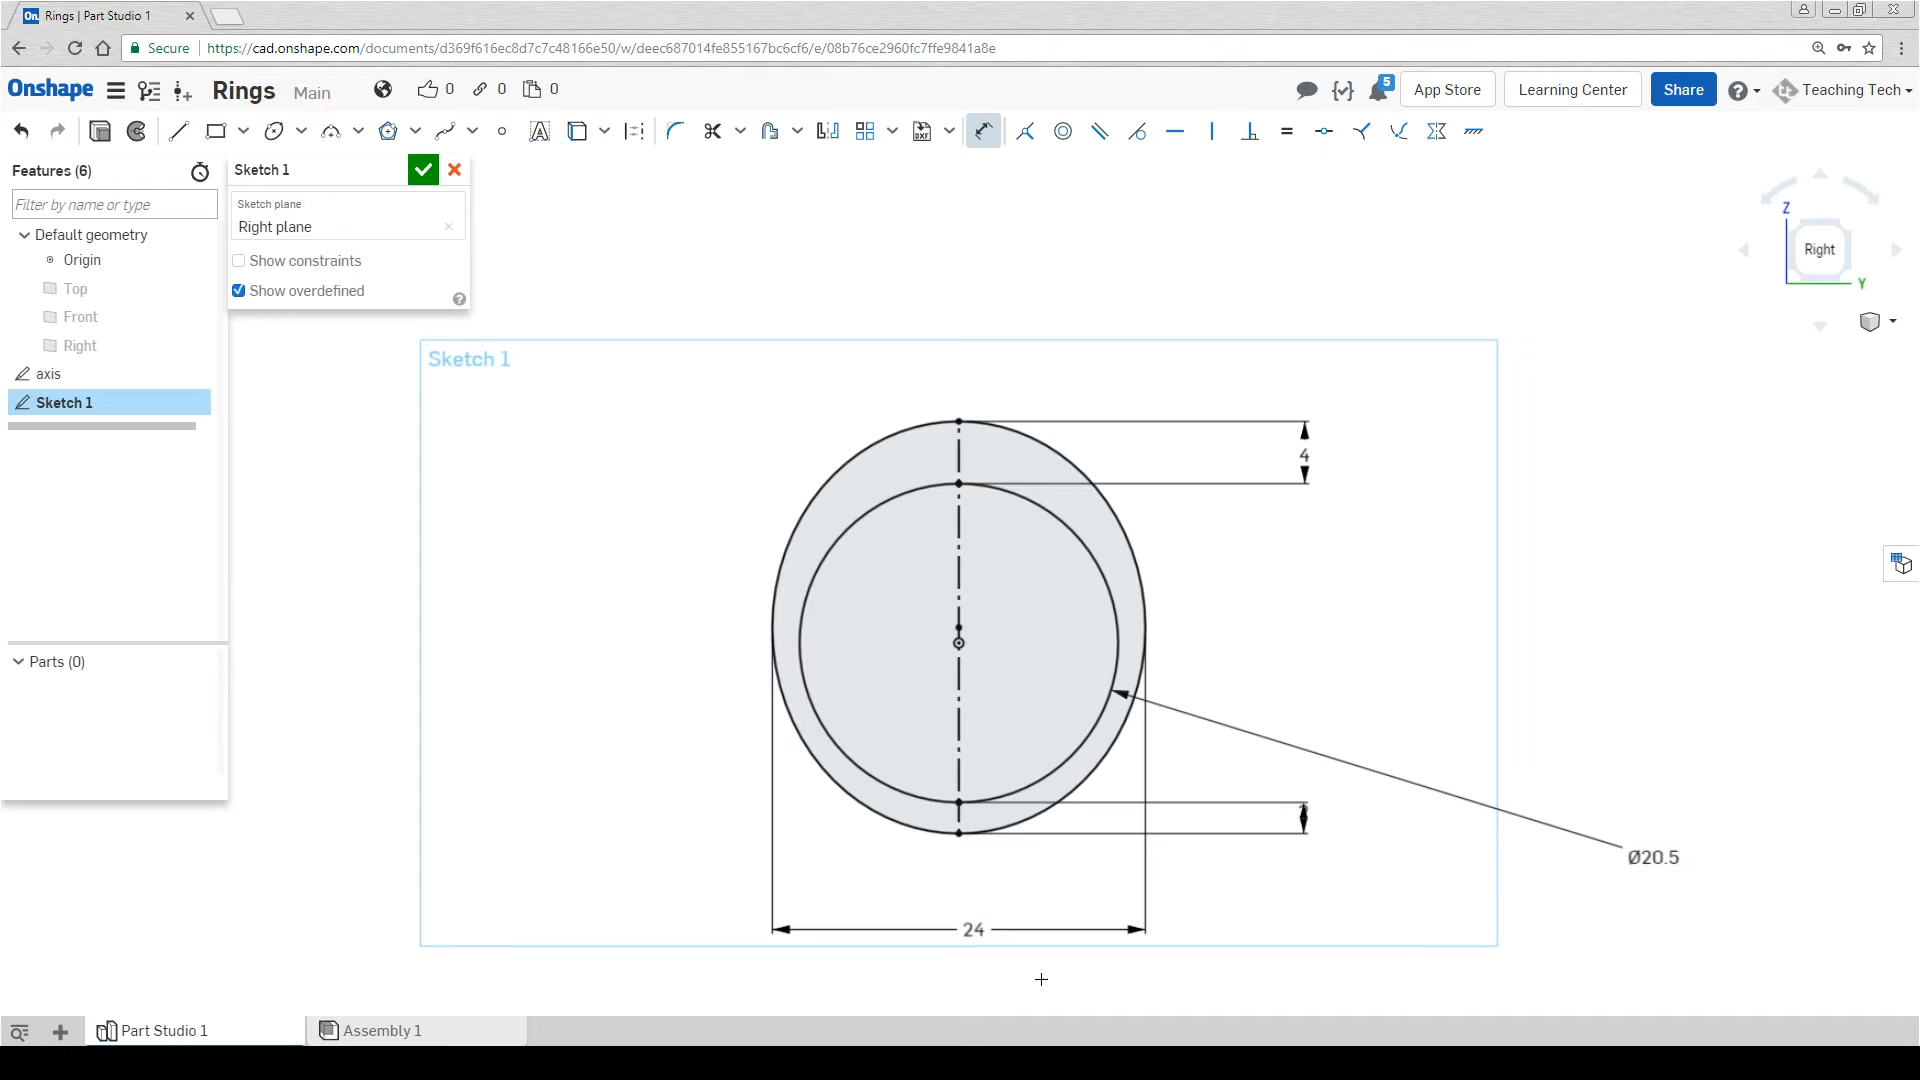 Rings | Part Studio 1
Secure https://cad.onshape.com/documents/d369f616ec8d7c7c48166e50/w/deec687014fe855167bc6cf6/e/08b76ce2960fc7ffe9841a8e
Onshape Rings Main 0 0 0 5 App Store Learning Center Share Teaching Tech
DXF
Features (6)
Filter by name or type
Default geometry
Origin
Top
Front
Right
axis
Sketch 1
Parts (0)
Sketch 1
Sketch plane
Right plane
Show constraints
Show overdefined
Z
Right
Y
Sketch 1
4
Ø20.5
24
Part Studio 1
Assembly 1